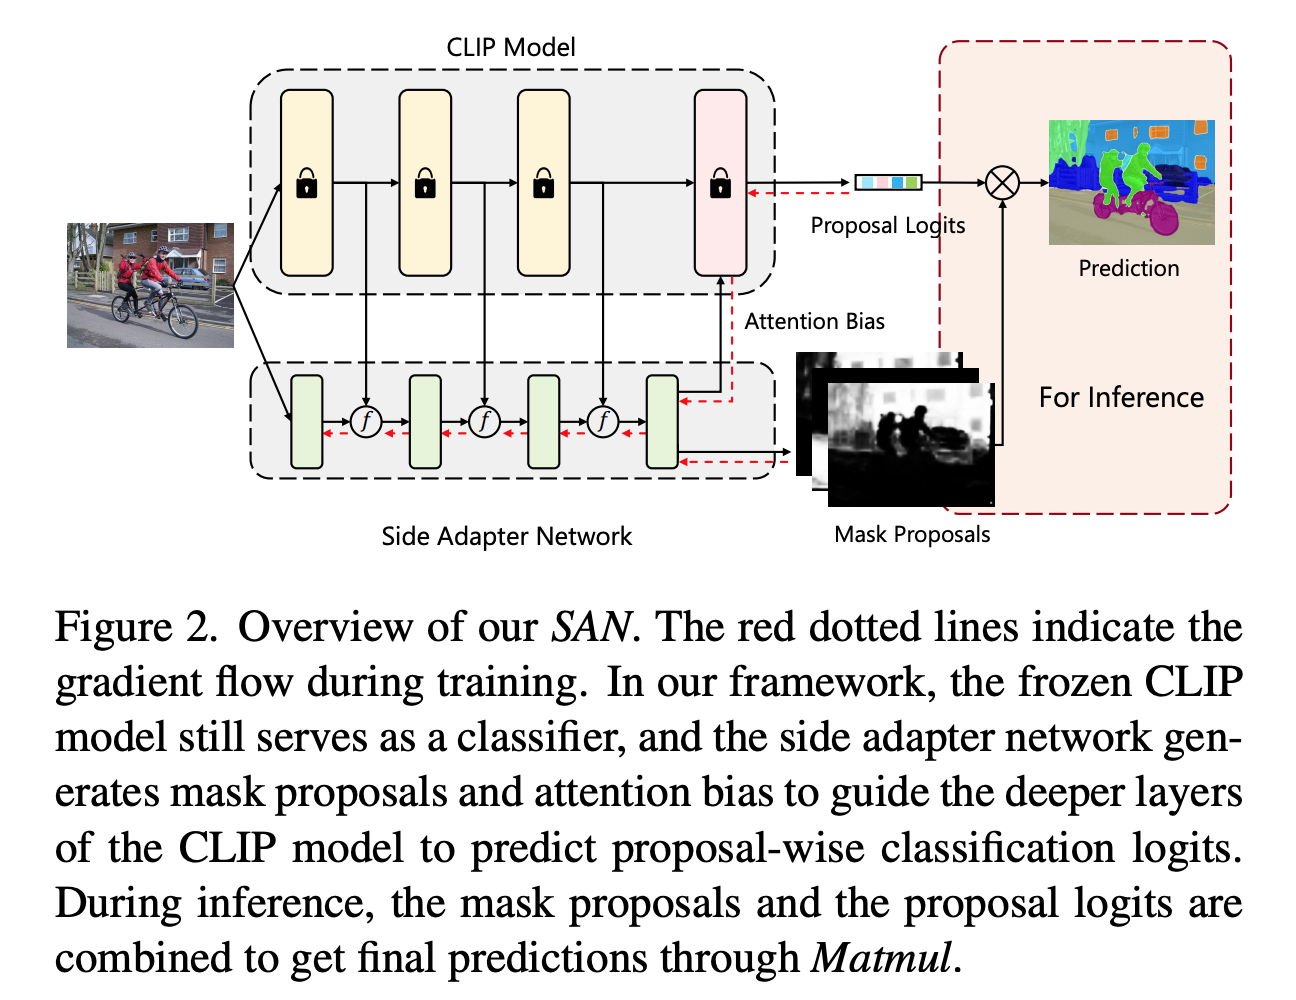 CLIP Model
Proposal Logits
Prediction
Attention Bias
For Inference
f
f
f
Side Adapter Network
Mask Proposals
Figure 2. Overview of our SAN. The red dotted lines indicate the
gradient flow during training. In our framework, the frozen CLIP
model still serves as a classifier, and the side adapter network gen-
erates mask proposals and attention bias to guide the deeper layers
of the CLIP model to predict proposal-wise classification logits.
During inference, the mask proposals and the proposal logits are
combined to get final predictions through Matmul.